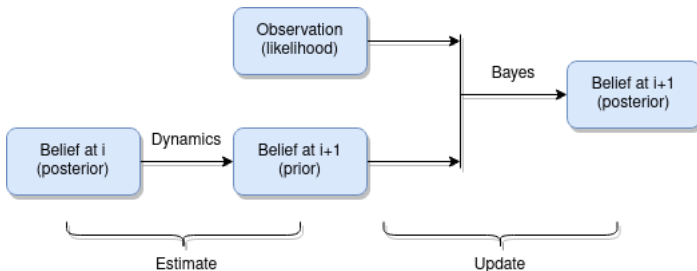 Observation
(likelihood)
Bayes
Belief at i+1
(posterior)
Belief at i
(posterior)
Dynamics
Belief at i+1
(prior)
Estimate
Update